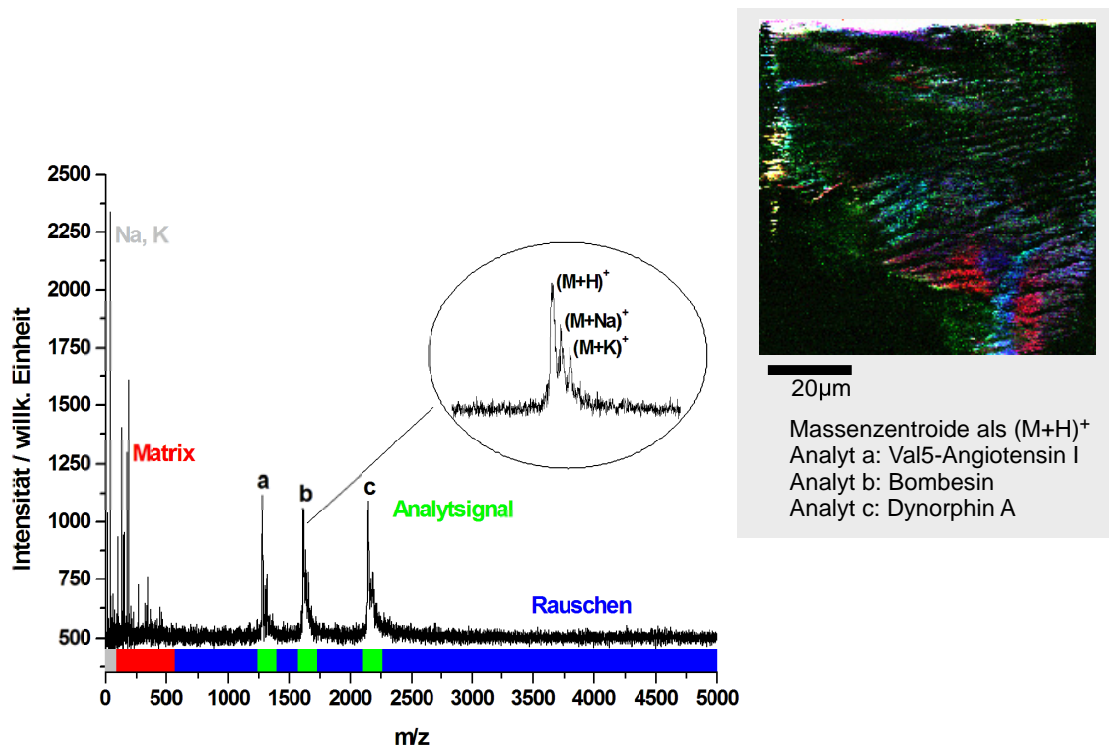 2500
2250
2000
1750
1500
1250
1000
750
500
Intensität / willk. Einheit
Na, K
Matrix
a
b
c
Analytsignal
Rauschen
(M+H)+
(M+Na)+
(M+K)+
0 500 1000 1500 2000 2500 3000 3500 4000 4500 5000
m/z
20µm
Massenzentroide als (M+H)+
Analyt a: Val5-Angiotensin I
Analyt b: Bombesin
Analyt c: Dynorphin A